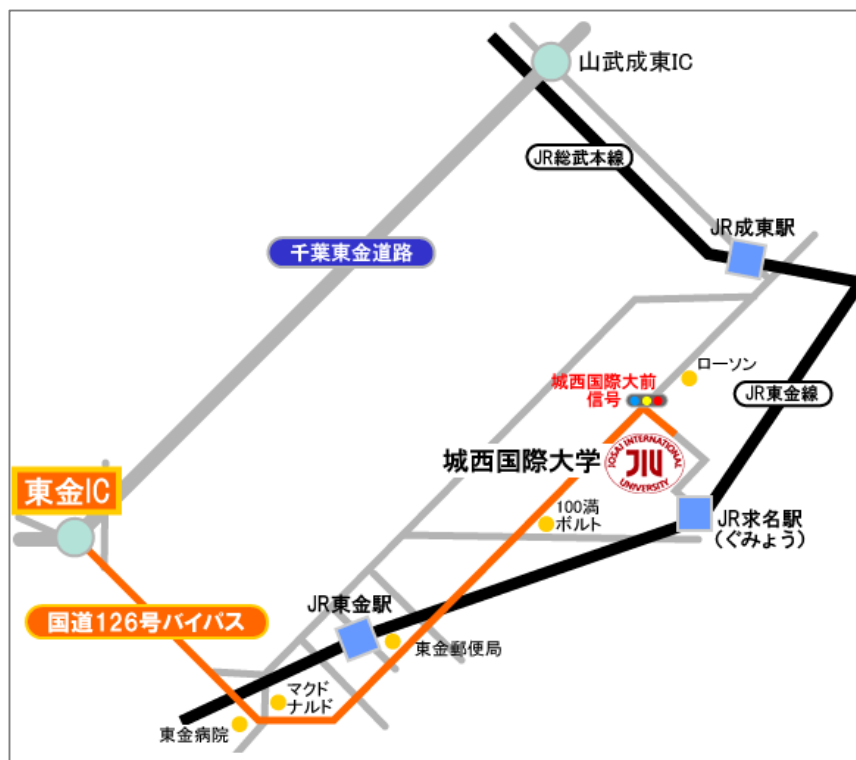 山武成東IC
JR総武本線
JR成東駅
千葉東金道路
ローソン
城西国際大前
信号
JR東金線
城西国際大学
JOSAI INTERNATIONAL
JIU
UNIVERSITY
東金IC
100満
ボルト
JR求名駅
(ぐみょう)
JR東金駅
国道126号バイパス
東金郵便局
マクド
ナルド
東金病院